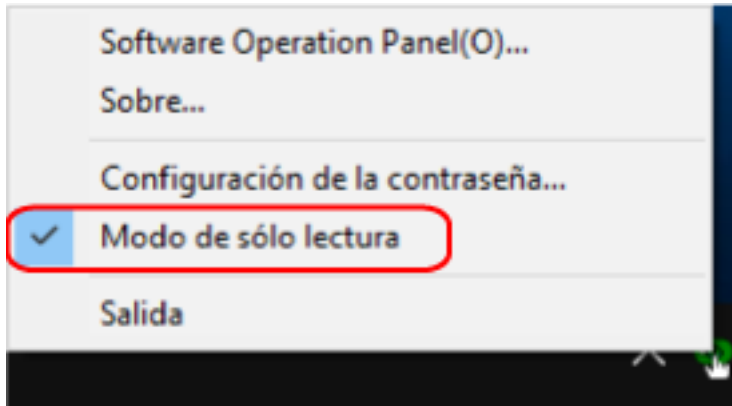 Software Operation Panel(O)...
Sobre...
Configuración de la contraseña...
Modo de sólo lectura
Salida